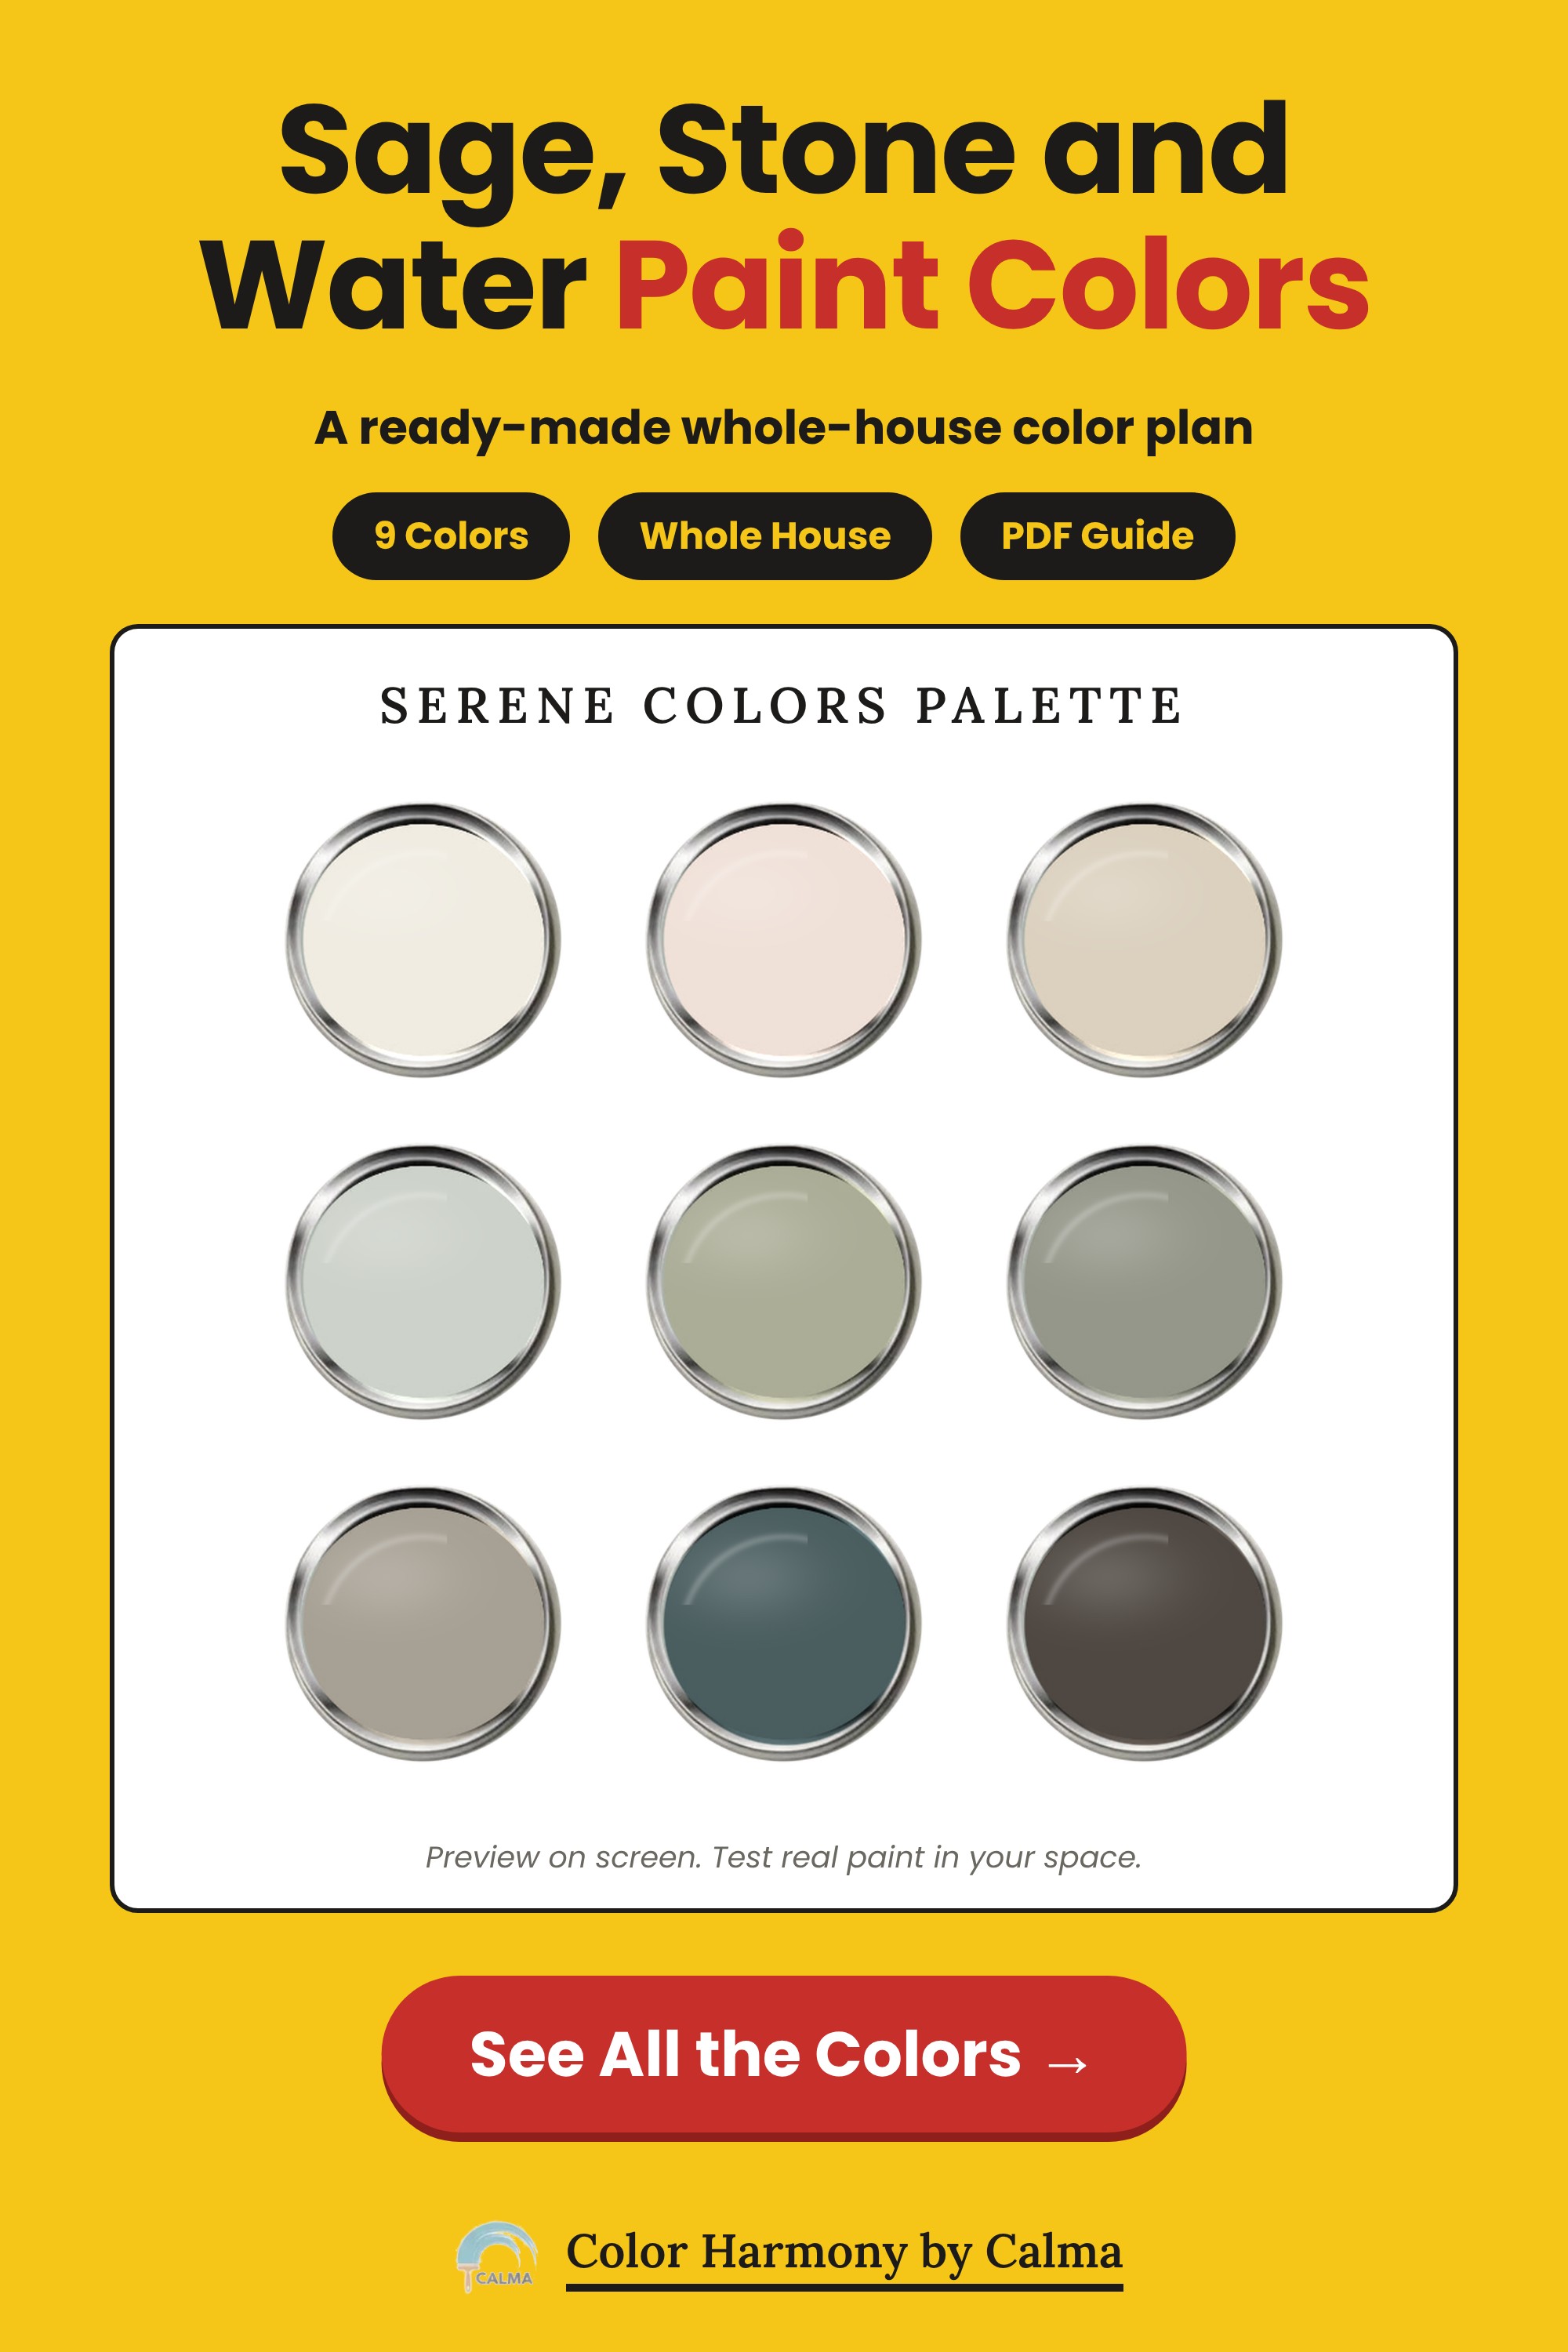 Sage, Stone and
Water Paint Colors
A ready-made whole-house color plan
9 Colors
Whole House
PDF Guide
SERENE COLORS PALETTE
Preview on screen. Test real paint in your space.
See All the Colors →
CALMA
Color Harmony by Calma